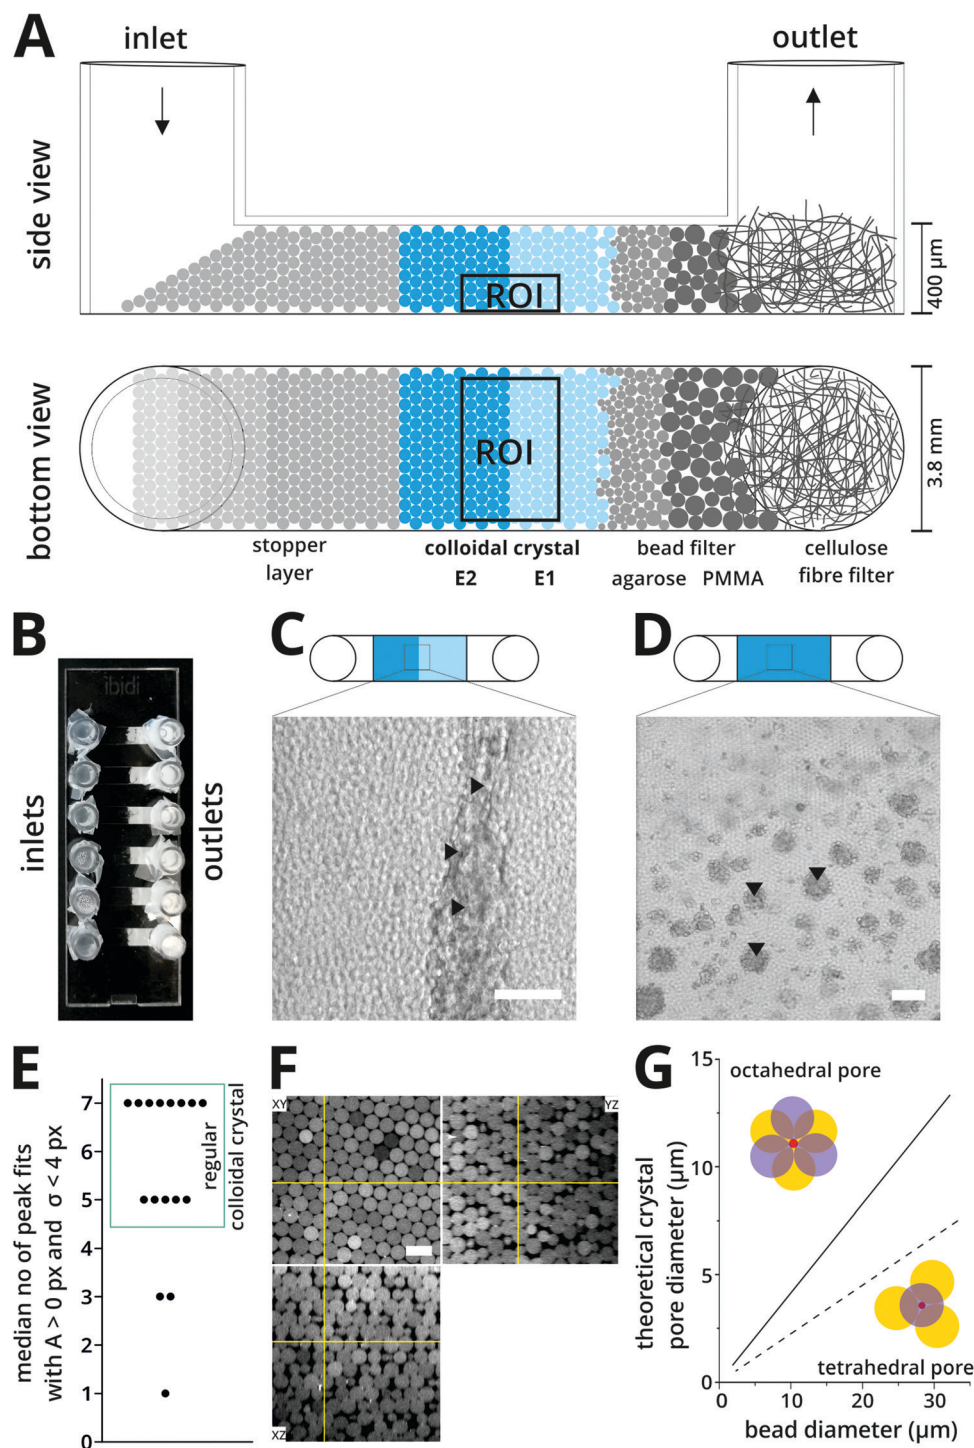 A
inlet
outlet
side view
ROI
400 µm
bottom view
ROI
3.8 mm
stopper
layer
colloidal crystal
E2 E1
bead filter
agarose PMMA
cellulose
fibre filter
B
ibidi
inlets
outlets
C
D
E
median no of peak fits
with A > 0 px and σ < 4 px
7
6
5
4
3
2
1
0
regular
colloidal crystal
F
XY
YZ
XZ
G
theoretical crystal
pore diameter (µm)
15
10
5
0
octahedral pore
tetrahedral pore
0 10 20 30
bead diameter (µm)